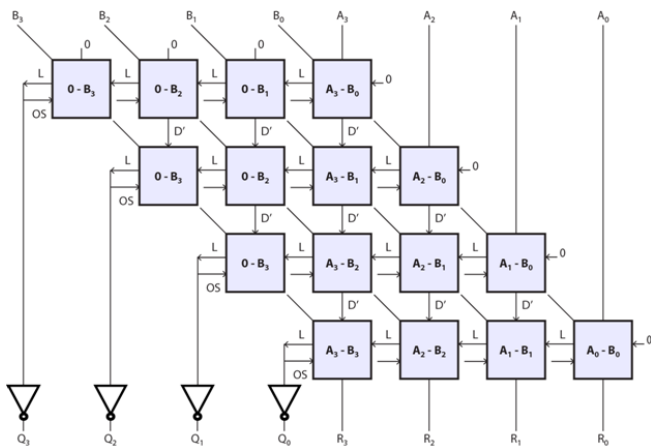 B₃ B₂ B₁ B₀ A₃ A₂ A₁ A₀
0 0 0
L L L L 0
0 - B₃ 0 - B₂ 0 - B₁ A₃ - B₀
OS
D' D' D'
L L L L 0
0 - B₃ 0 - B₂ A₃ - B₁ A₂ - B₀
OS
D' D' D'
L L L L 0
0 - B₃ A₃ - B₂ A₂ - B₁ A₁ - B₀
OS
D' D' D'
L L L L 0
A₃ - B₃ A₂ - B₂ A₁ - B₁ A₀ - B₀
OS
Q₃ Q₂ Q₁ Q₀ R₃ R₂ R₁ R₀